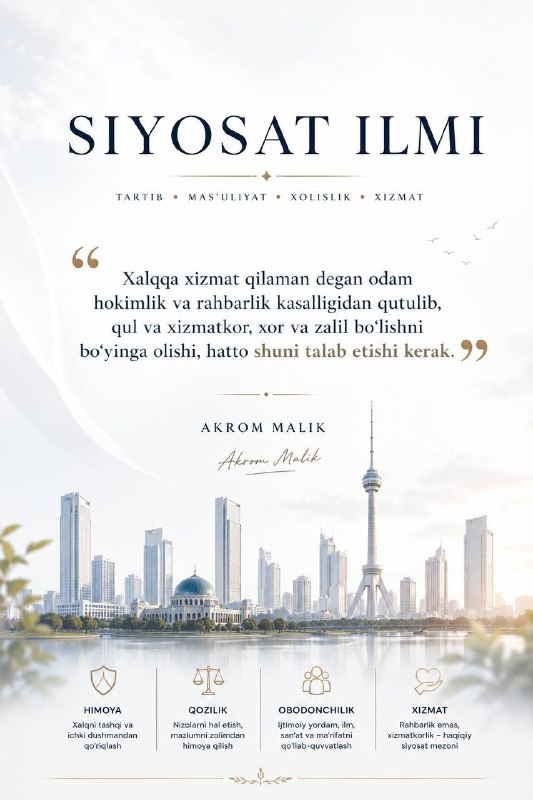 SIYOSAT ILMI
TARTIB • MAS'ULIYAT • XOLISLIK • XIZMAT
“
Xalqqa xizmat qilaman degan odam
hokimlik va rahbarlik kasalligidan qutulib,
qul va xizmatkor, xor va zalil bo‘lishni
bo‘yinga olishi, hatto shuni talab etishi kerak. ”
AKROM MALIK
Akrom Malik
HIMOYA
Xalqni tashqi va
ichki dushmandan
qo‘riqlash
QOZILIK
Nizolarni hal etish,
mazlumni zolimdan
himoya qilish
OBODONCHILIK
Ijtimoiy yordam, ilm,
san’at va ma’rifatni
qo‘llab-quvvatlash
XIZMAT
Rahbarlik emas,
xizmatkorlik – haqiqiy
siyosat mezoni